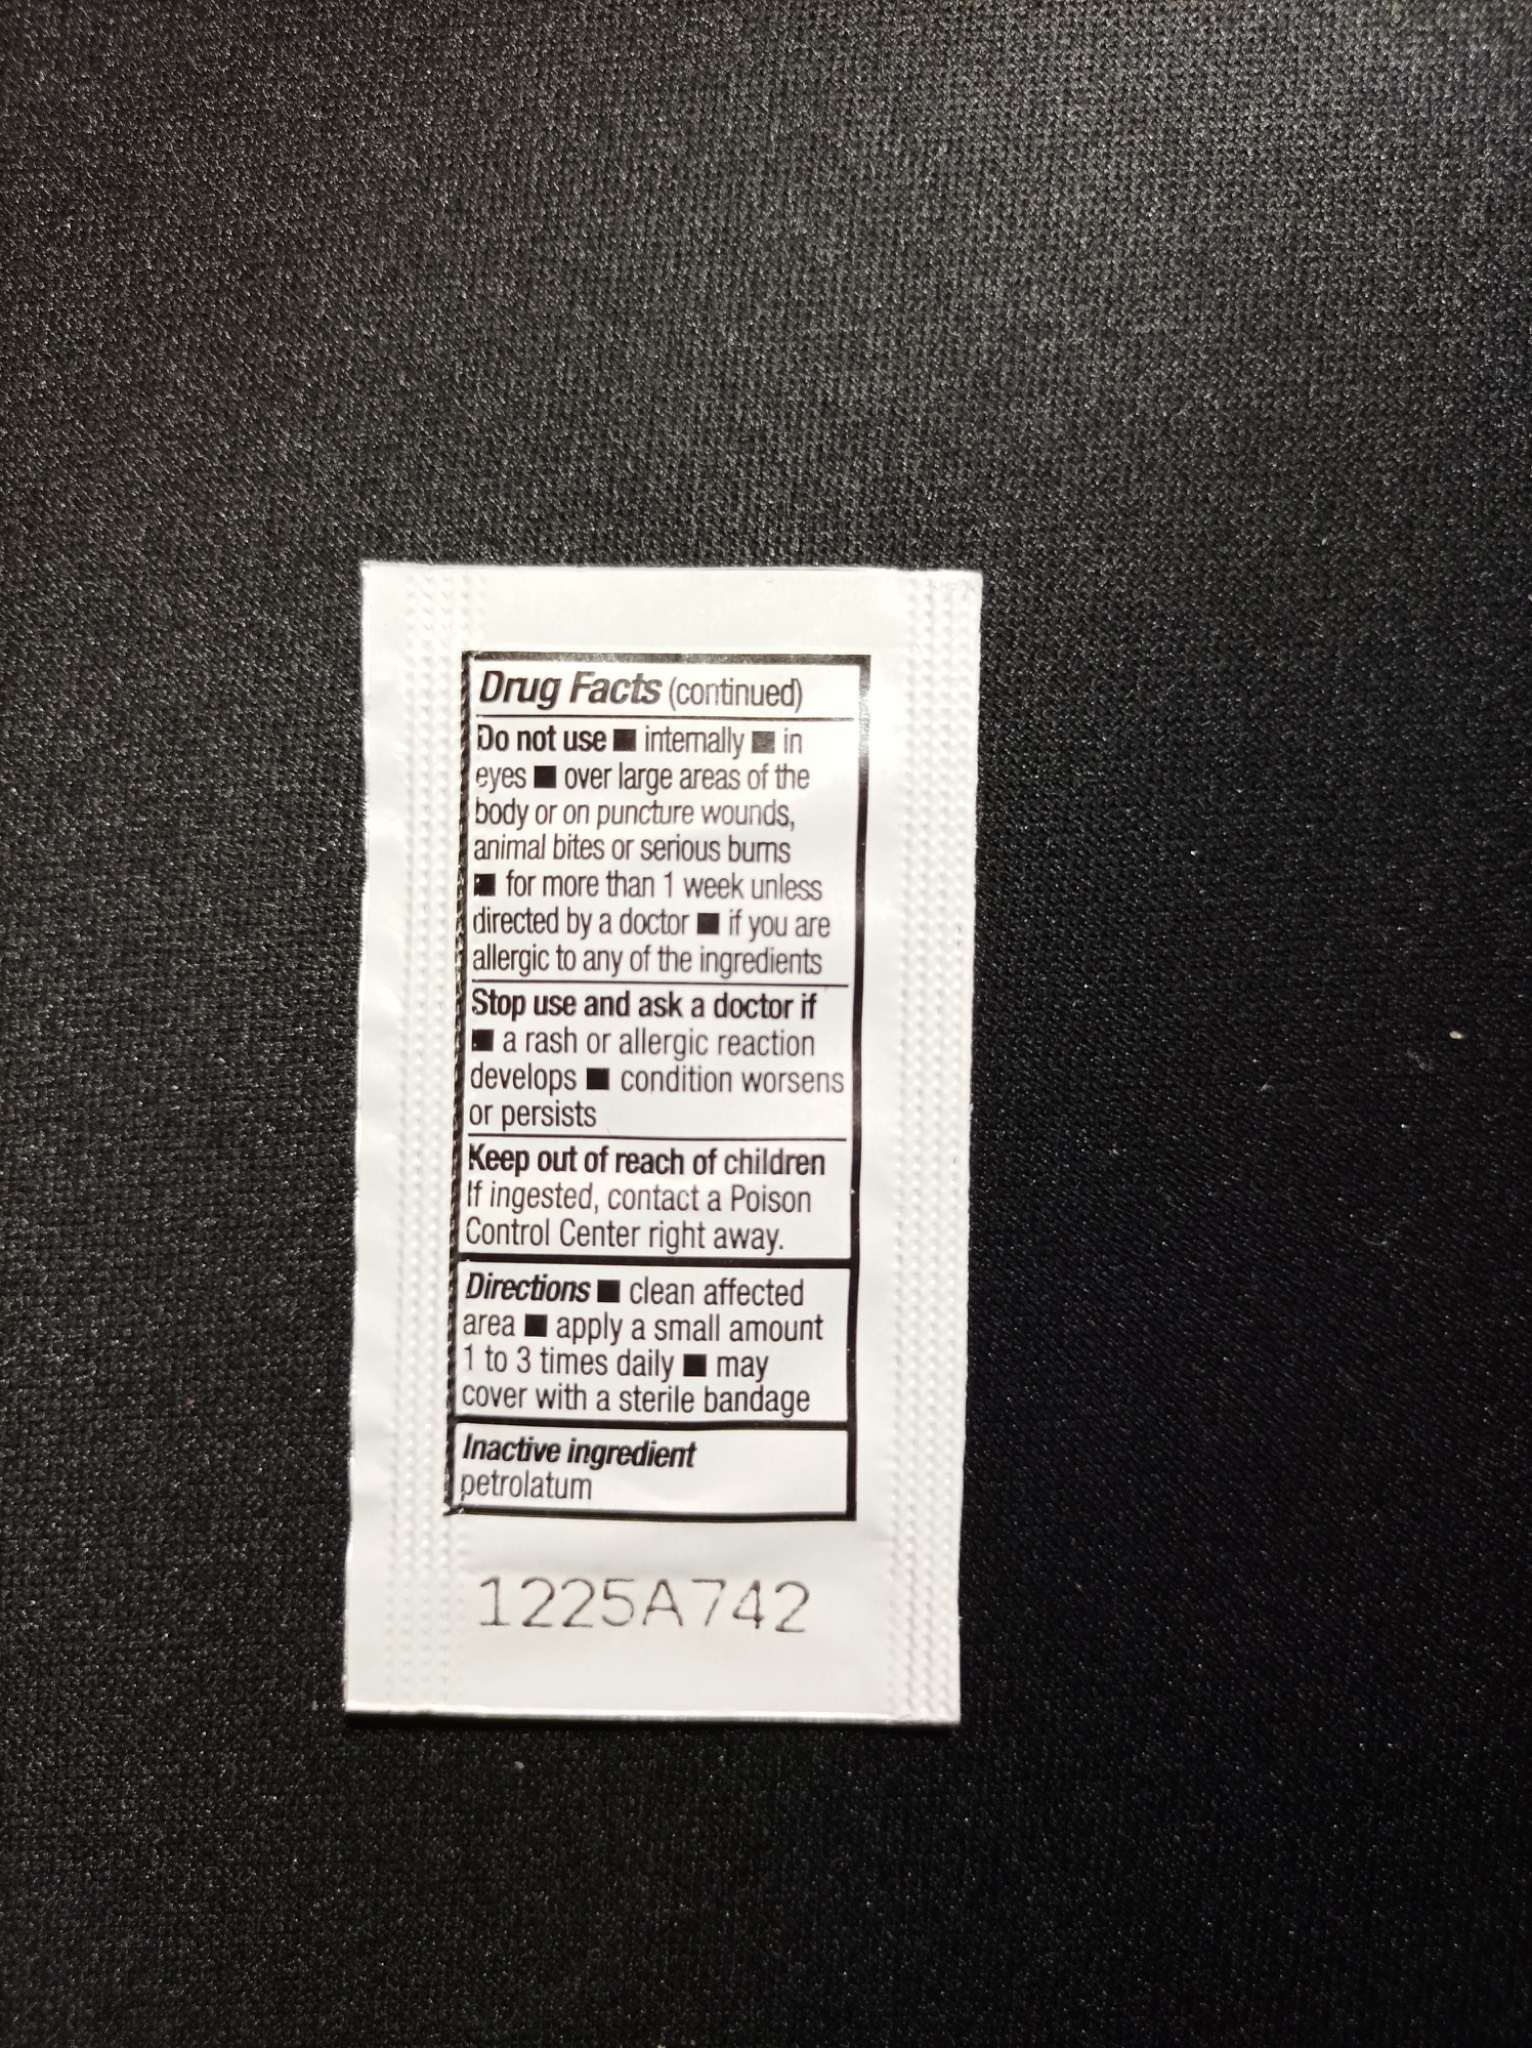 Drug Facts (continued)
Do not use ■ internally ■ in
eyes ■ over large areas of the
body or on puncture wounds,
animal bites or serious burns
■ for more than 1 week unless
directed by a doctor ■ if you are
allergic to any of the ingredients
Stop use and ask a doctor if
■ a rash or allergic reaction
develops ■ condition worsens
or persists
Keep out of reach of children
If ingested, contact a Poison
Control Center right away.
Directions ■ clean affected
area ■ apply a small amount
1 to 3 times daily ■ may
cover with a sterile bandage
Inactive ingredient
petrolatum
1225A742